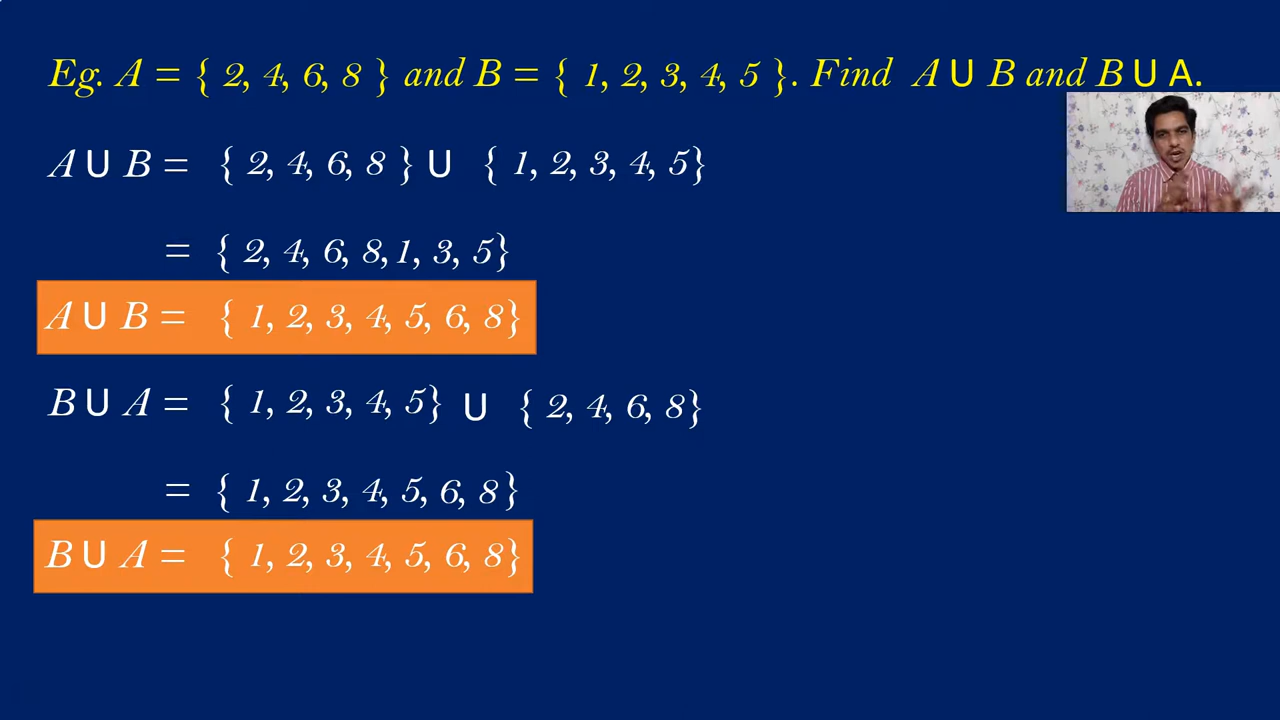 Eg. A = { 2, 4, 6, 8 } and B = { 1, 2, 3, 4, 5 }. Find A ∪ B and B ∪ A.
A ∪ B = { 2, 4, 6, 8 } ∪ { 1, 2, 3, 4, 5}
= { 2, 4, 6, 8, 1, 3, 5}
A ∪ B = { 1, 2, 3, 4, 5, 6, 8}
B ∪ A = { 1, 2, 3, 4, 5} ∪ { 2, 4, 6, 8}
= { 1, 2, 3, 4, 5, 6, 8}
B ∪ A = { 1, 2, 3, 4, 5, 6, 8}